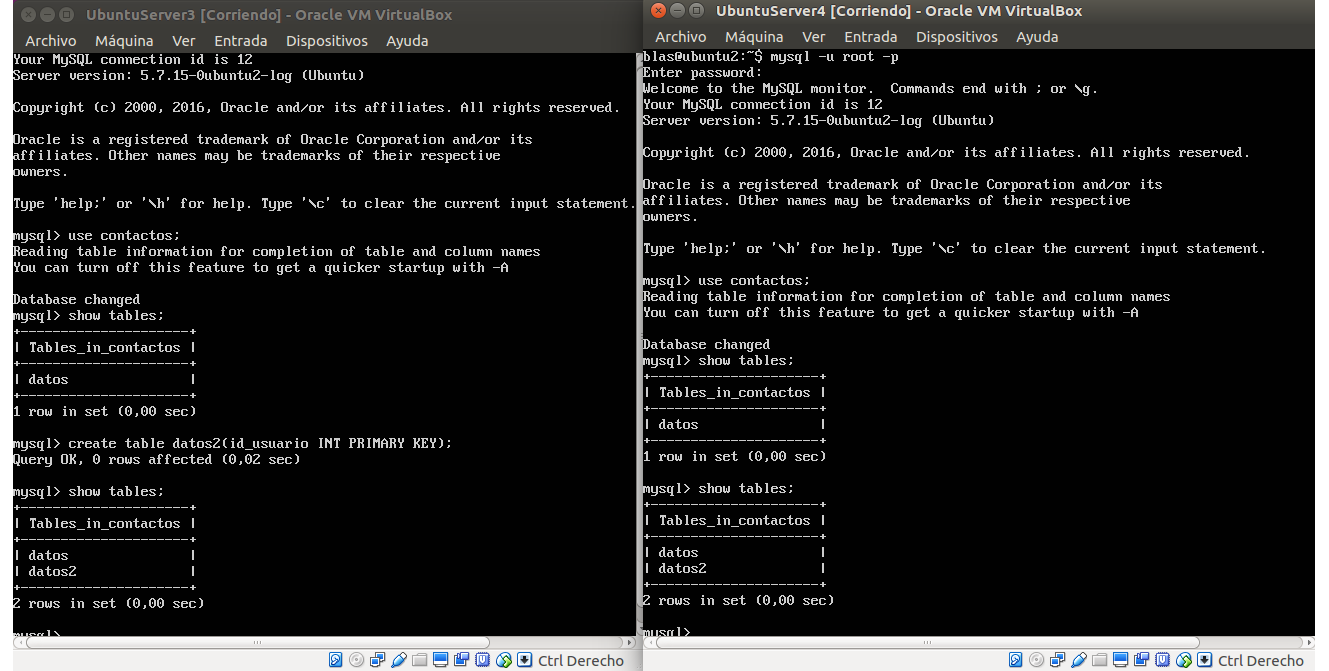 UbuntuServer3 [Corriendo] - Oracle VM VirtualBox
Archivo Máquina Ver Entrada Dispositivos Ayuda
Your MySQL connection id is 12
Server version: 5.7.15-0ubuntu2-log (Ubuntu)
Copyright (c) 2000, 2016, Oracle and/or its affiliates. All rights reserved.
Oracle is a registered trademark of Oracle Corporation and/or its
affiliates. Other names may be trademarks of their respective
owners.
Type 'help;' or '\h' for help. Type '\c' to clear the current input statement.
mysql> use contactos;
Reading table information for completion of table and column names
You can turn off this feature to get a quicker startup with -A
Database changed
mysql> show tables;
+---------------------+
| Tables_in_contactos |
+---------------------+
| datos               |
+---------------------+
1 row in set (0,00 sec)
mysql> create table datos2(id_usuario INT PRIMARY KEY);
Query OK, 0 rows affected (0,02 sec)
mysql> show tables;
+---------------------+
| Tables_in_contactos |
+---------------------+
| datos               |
| datos2              |
+---------------------+
2 rows in set (0,00 sec)
mysql>
Ctrl Derecho
UbuntuServer4 [Corriendo] - Oracle VM VirtualBox
Archivo Máquina Ver Entrada Dispositivos Ayuda
blas@ubuntu2:~$ mysql -u root -p
Enter password:
Welcome to the MySQL monitor.  Commands end with ; or \g.
Your MySQL connection id is 12
Server version: 5.7.15-0ubuntu2-log (Ubuntu)
Copyright (c) 2000, 2016, Oracle and/or its affiliates. All rights reserved.
Oracle is a registered trademark of Oracle Corporation and/or its
affiliates. Other names may be trademarks of their respective
owners.
Type 'help;' or '\h' for help. Type '\c' to clear the current input statement.
mysql> use contactos;
Reading table information for completion of table and column names
You can turn off this feature to get a quicker startup with -A
Database changed
mysql> show tables;
+---------------------+
| Tables_in_contactos |
+---------------------+
| datos               |
+---------------------+
1 row in set (0,00 sec)
mysql> show tables;
+---------------------+
| Tables_in_contactos |
+---------------------+
| datos               |
| datos2              |
+---------------------+
2 rows in set (0,00 sec)
mysql>
Ctrl Derecho